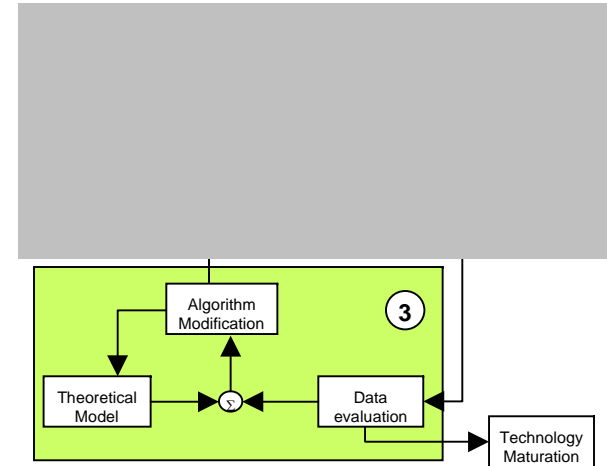 Algorithm
Modification
3
Theoretical
Model
Σ
Data
evaluation
Technology
Maturation